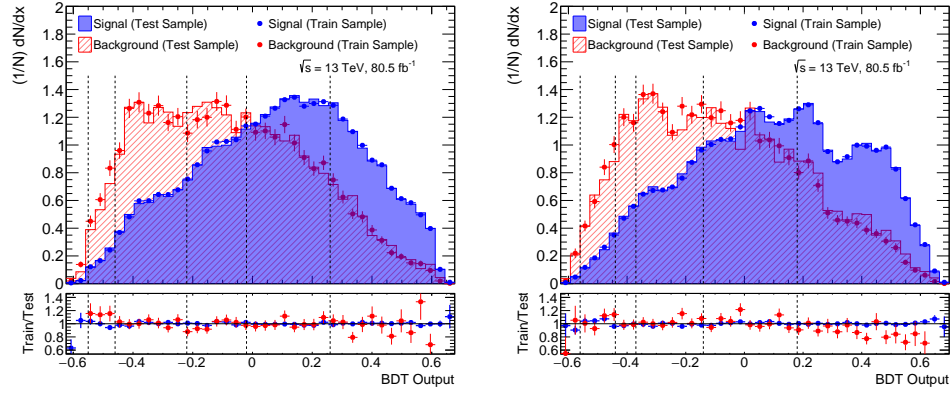 (1/N) dN/dx
Signal (Test Sample)
Signal (Train Sample)
Background (Test Sample)
Background (Train Sample)
√s = 13 TeV, 80.5 fb⁻¹
2
1.8
1.6
1.4
1.2
1
0.8
0.6
0.4
0.2
0
Train/Test
1.4
1.2
1.0
0.8
0.6
−0.6 −0.4 −0.2 0 0.2 0.4 0.6
BDT Output
(1/N) dN/dx
Signal (Test Sample)
Signal (Train Sample)
Background (Test Sample)
Background (Train Sample)
√s = 13 TeV, 80.5 fb⁻¹
2
1.8
1.6
1.4
1.2
1
0.8
0.6
0.4
0.2
0
Train/Test
1.4
1.2
1.0
0.8
0.6
−0.6 −0.4 −0.2 0 0.2 0.4 0.6
BDT Output